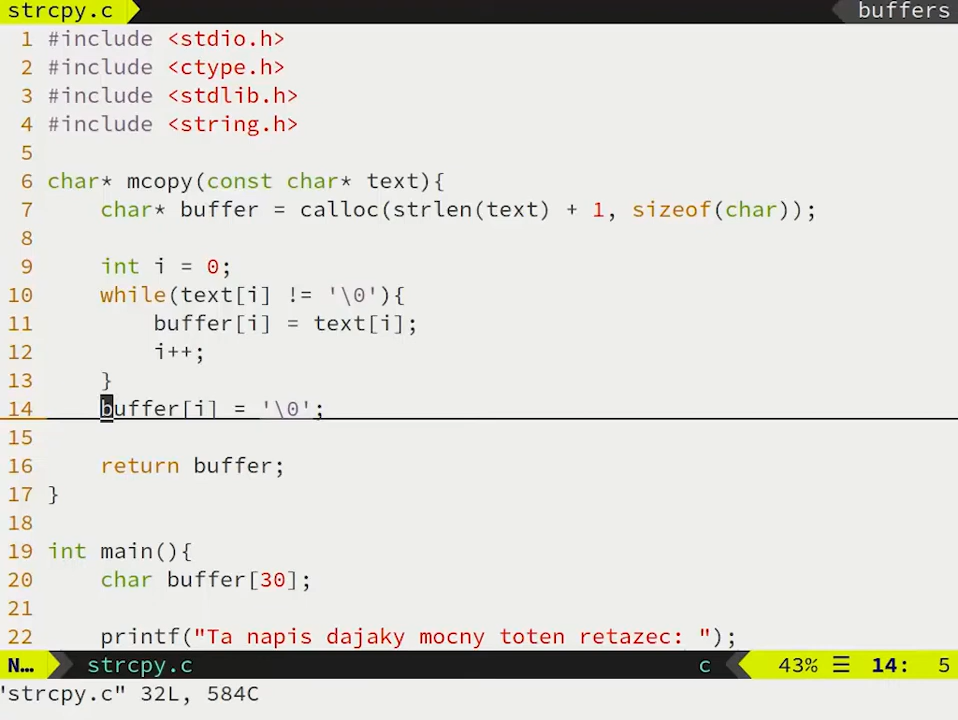 strcpy.c buffers
1 #include <stdio.h>
2 #include <ctype.h>
3 #include <stdlib.h>
4 #include <string.h>
5
6 char* mcopy(const char* text){
7     char* buffer = calloc(strlen(text) + 1, sizeof(char));
8
9     int i = 0;
10     while(text[i] != '\0'){
11         buffer[i] = text[i];
12         i++;
13     }
14     buffer[i] = '\0';
15
16     return buffer;
17 }
18
19 int main(){
20     char buffer[30];
21
22     printf("Ta napis dajaky mocny toten retazec: ");
N… strcpy.c c 43% ☰ 14: 5
"strcpy.c" 32L, 584C